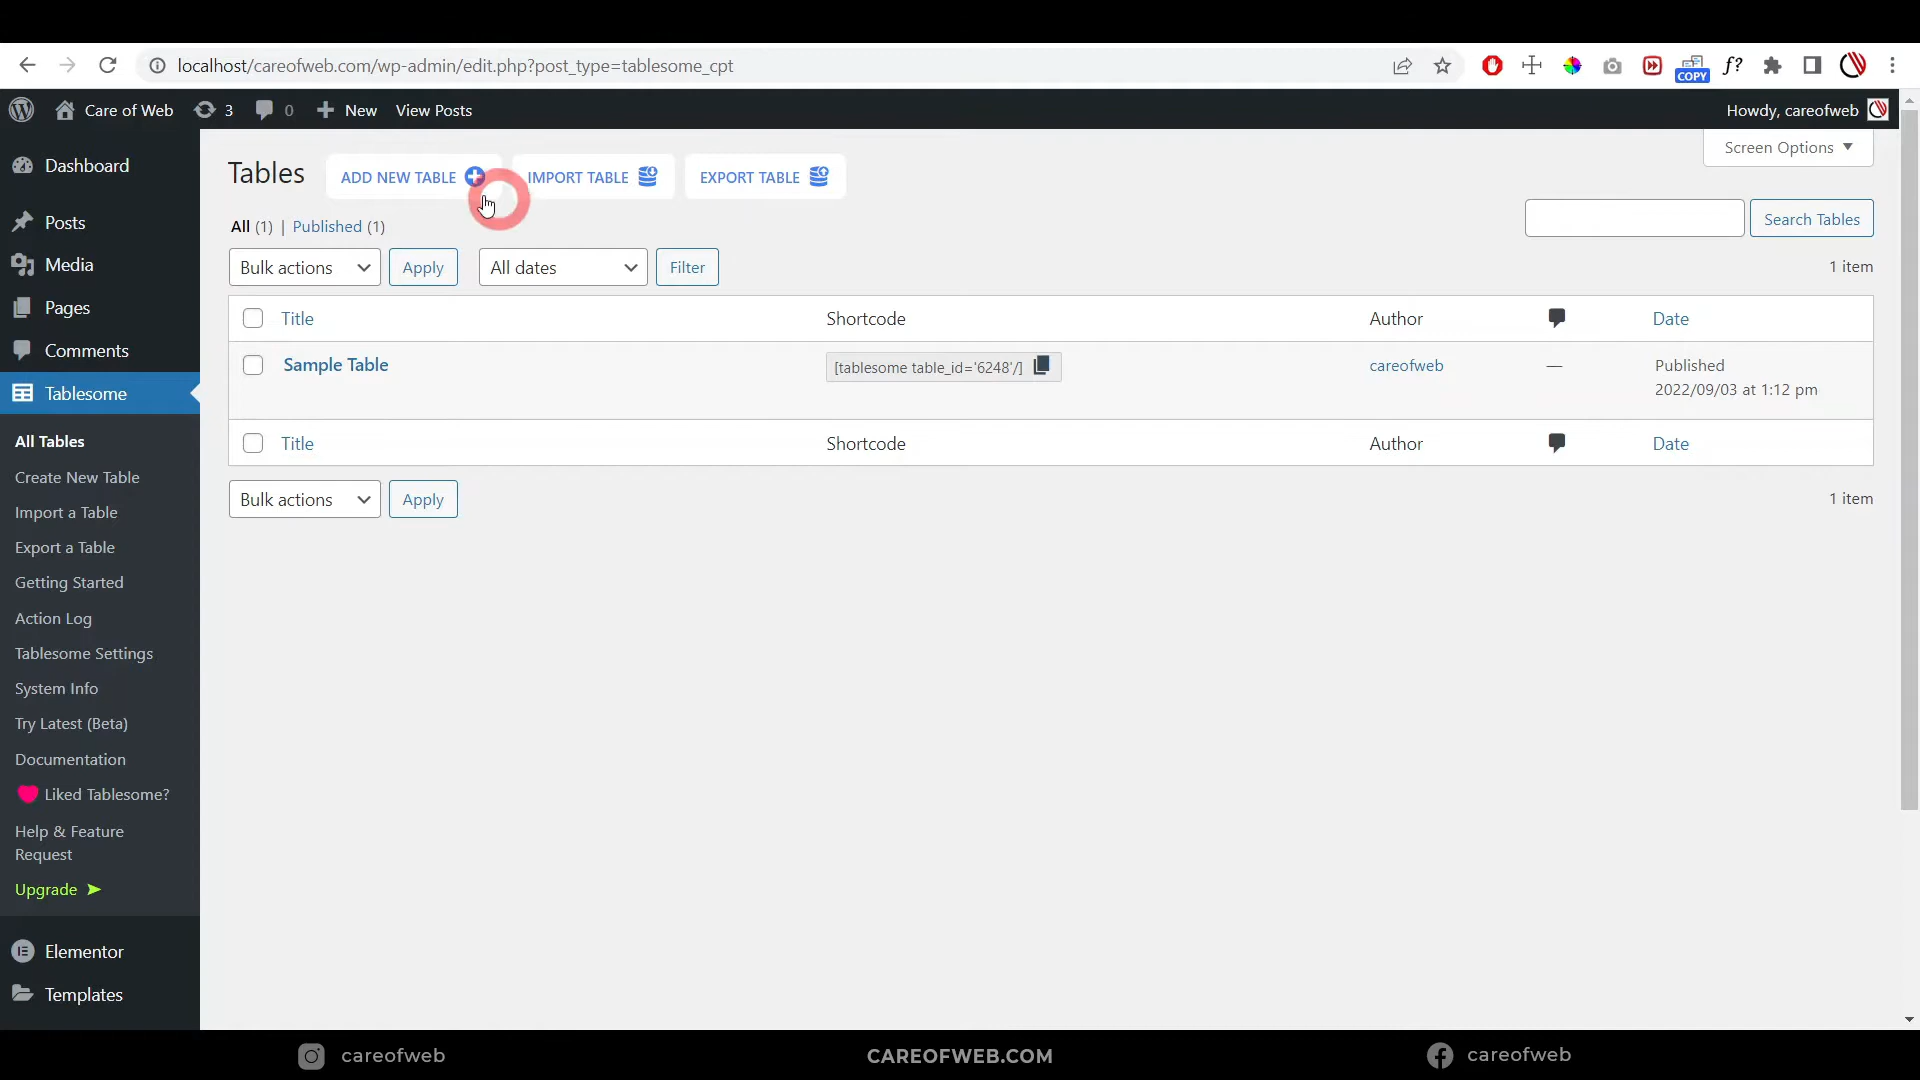 localhost/careofweb.com/wp-admin/edit.php?post_type=tablesome_cpt
COPY
f?
Care of Web
3
0
New
View Posts
Howdy, careofweb
Dashboard
Posts
Media
Pages
Comments
Tablesome
All Tables
Create New Table
Import a Table
Export a Table
Getting Started
Action Log
Tablesome Settings
System Info
Try Latest (Beta)
Documentation
Liked Tablesome?
Help & Feature
Request
Upgrade ➤
Elementor
Templates
Tables
ADD NEW TABLE
IMPORT TABLE
EXPORT TABLE
Screen Options ▼
All (1) | Published (1)
Search Tables
Bulk actions
Apply
All dates
Filter
1 item
Title
Shortcode
Author
Date
Sample Table
[tablesome table_id='6248'/]
careofweb
—
Published
2022/09/03 at 1:12 pm
Title
Shortcode
Author
Date
Bulk actions
Apply
1 item
careofweb
CAREOFWEB.COM
careofweb